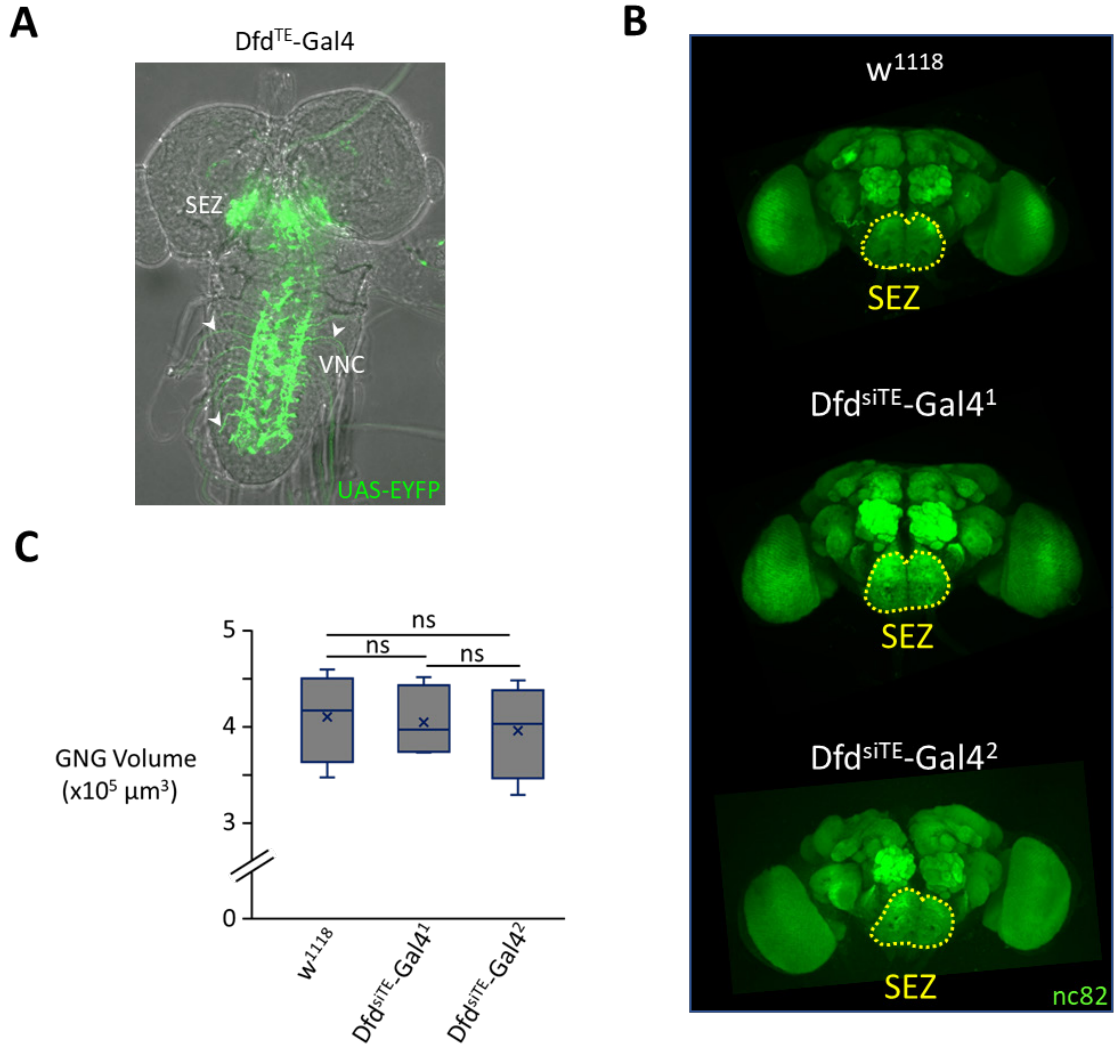 A
Dfd^TE-Gal4
SEZ
VNC
UAS-EYFP
B
w^1118
SEZ
Dfd^siTE-Gal4^1
SEZ
Dfd^siTE-Gal4^2
SEZ
nc82
C
GNG Volume
(x10^5 µm^3)
5
4
3
0
ns
ns
ns
w^1118
Dfd^siTE-Gal4^1
Dfd^siTE-Gal4^2